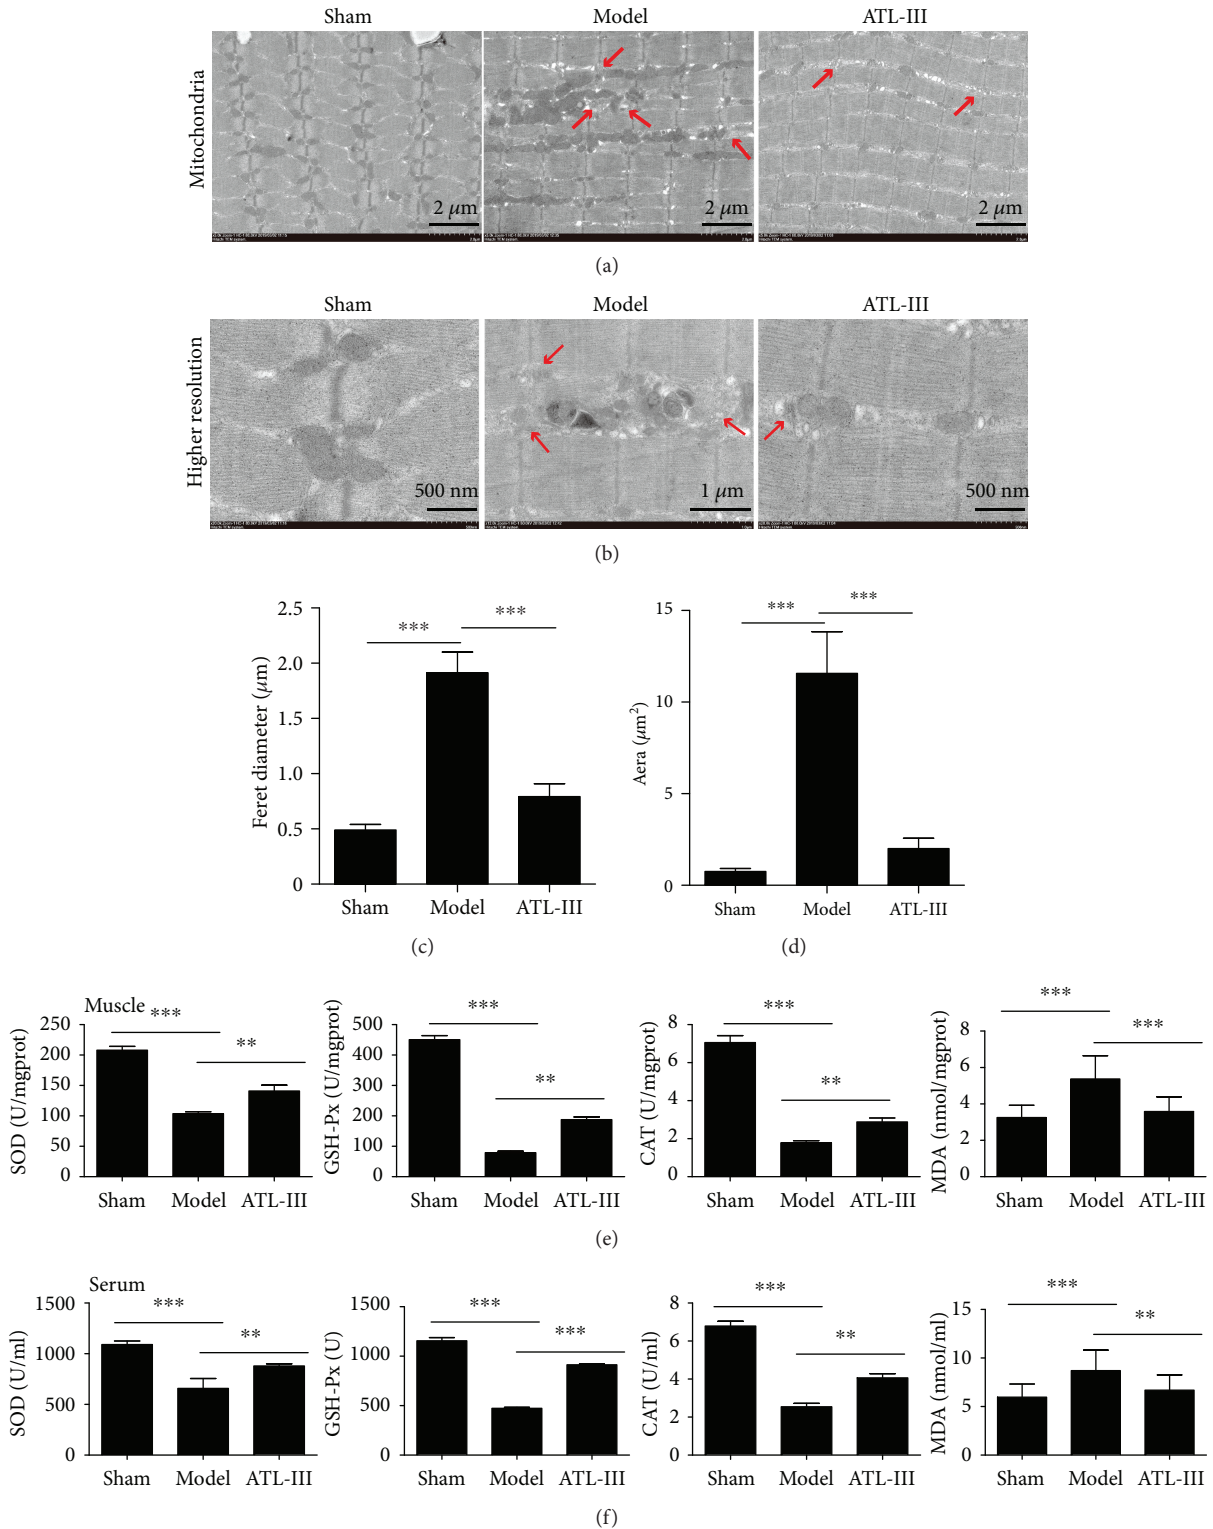 Sham Model ATL-III
Mitochondria
2 μm 2 μm 2 μm
(a)
Sham Model ATL-III
Higher resolution
500 nm 1 μm 500 nm
(b)
Feret diameter (μm)
2.5
2.0
1.5
1.0
0.5
0
*** ***
Sham Model ATL-III
(c)
Aera (μm²)
15
10
5
0
*** ***
Sham Model ATL-III
(d)
Muscle
SOD (U/mgprot)
250
200
150
100
50
0
*** **
Sham Model ATL-III
GSH-Px (U/mgprot)
500
400
300
200
100
0
*** **
Sham Model ATL-III
CAT (U/mgprot)
8
6
4
2
0
*** **
Sham Model ATL-III
MDA (nmol/mgprot)
8
6
4
2
0
*** ***
Sham Model ATL-III
(e)
Serum
SOD (U/ml)
1500
1000
500
0
*** **
Sham Model ATL-III
GSH-Px (U)
1500
1000
500
0
*** ***
Sham Model ATL-III
CAT (U/ml)
8
6
4
2
0
*** **
Sham Model ATL-III
MDA (nmol/ml)
15
10
5
0
*** **
Sham Model ATL-III
(f)